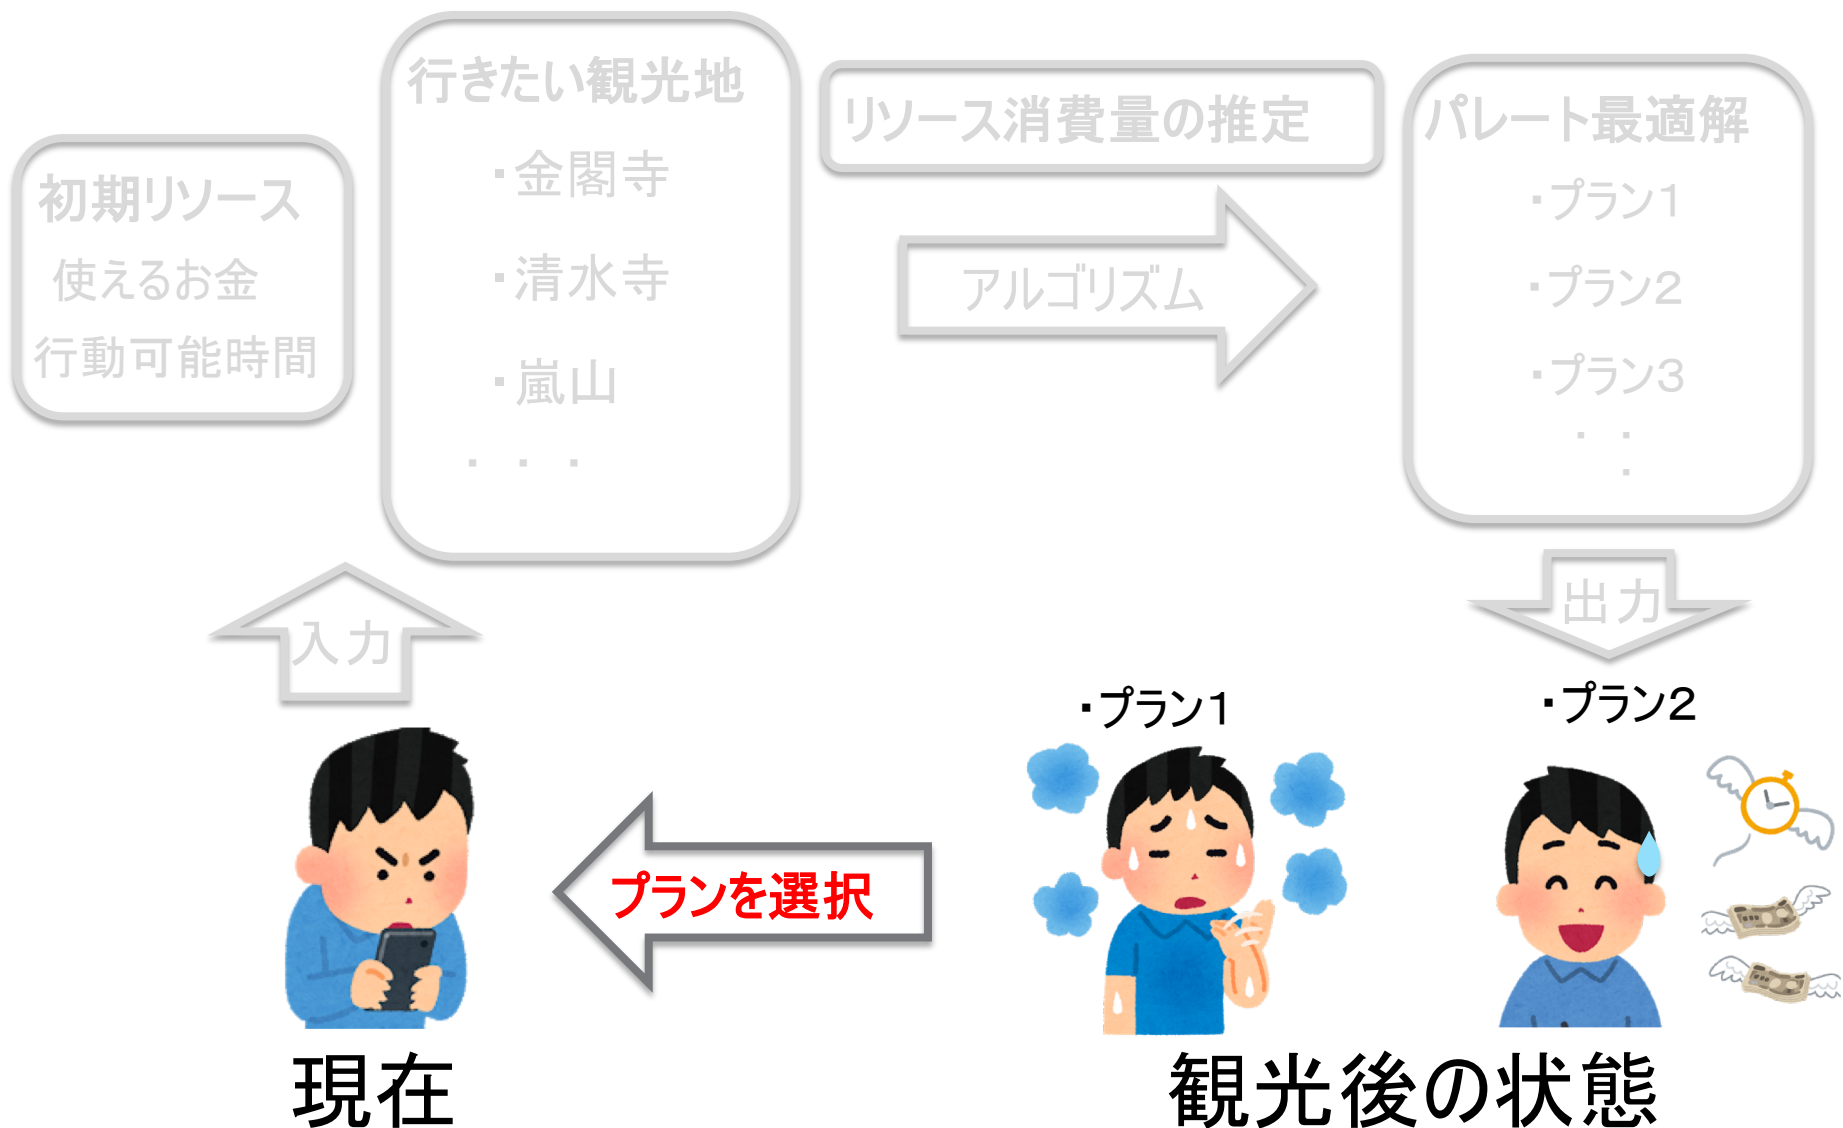 初期リソース
使えるお金
行動可能時間
行きたい観光地
・金閣寺
・清水寺
・嵐山
・・・
リソース消費量の推定
アルゴリズム
パレート最適解
・プラン1
・プラン2
・プラン3
・・・
入力
出力
・プラン1
・プラン2
プランを選択
現在
観光後の状態